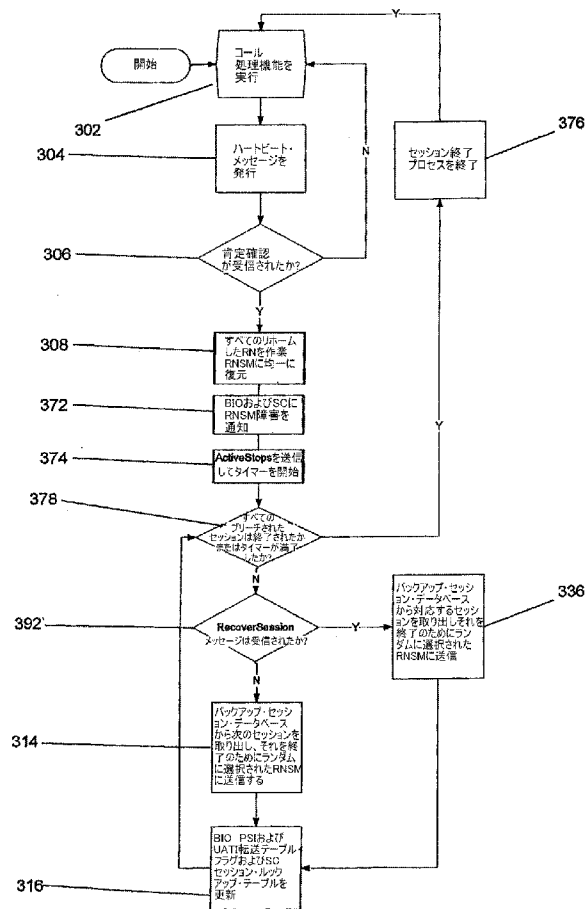 Y
開始
コール
処理機能を
実行
302
304
ハートビート・
メッセージを
発行
N
セッション終了
プロセスを終了
376
306
肯定確認
が受信されたか?
Y
308
すべてのリホーム
したRNを作業
RNSMに均一に
復元
372
BIOおよびSCに
RNSM障害を
通知
Y
374
ActiveStopsを送信
してタイマーを開始
378
すべての
ブリーチされた
セッションは終了されたか
またはタイマーが満了
したか?
N
392
RecoverSession
メッセージは受信されたか?
Y
バックアップ・セッシ
ョン・データベース
から対応するセッシ
ョンを取り出しそれを
終了のためにラン
ダムに選択された
RNSMに送信
336
N
314
バックアップ・セッシ
ョン・データベース
から次のセッションを
取り出し、それを終
了のためにランダム
に選択されたRNSM
に送信する
316
BIO PSIおよび
UATI転送テーブル
フラグおよびSC
セッション・ルック
アップ・テーブルを
更新